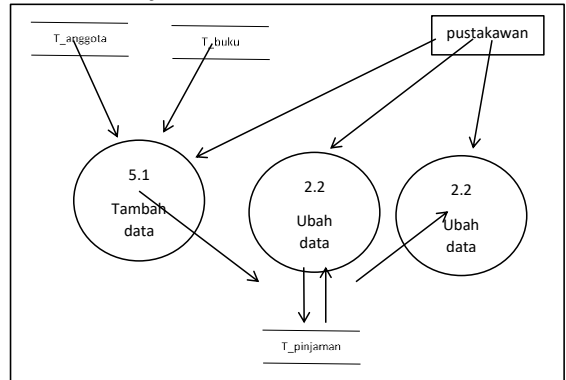 T_anggota
T_buku
pustakawan
5.1
Tambah
data
2.2
Ubah
data
2.2
Ubah
data
T_pinjaman